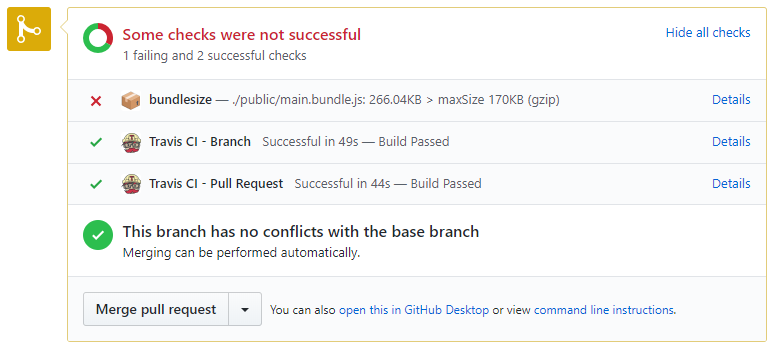 Some checks were not successful
Hide all checks
1 failing and 2 successful checks
bundlesize — ./public/main.bundle.js: 266.04KB > maxSize 170KB (gzip) Details
Travis CI - Branch Successful in 49s — Build Passed Details
Travis CI - Pull Request Successful in 44s — Build Passed Details
This branch has no conflicts with the base branch
Merging can be performed automatically.
Merge pull request You can also open this in GitHub Desktop or view command line instructions.